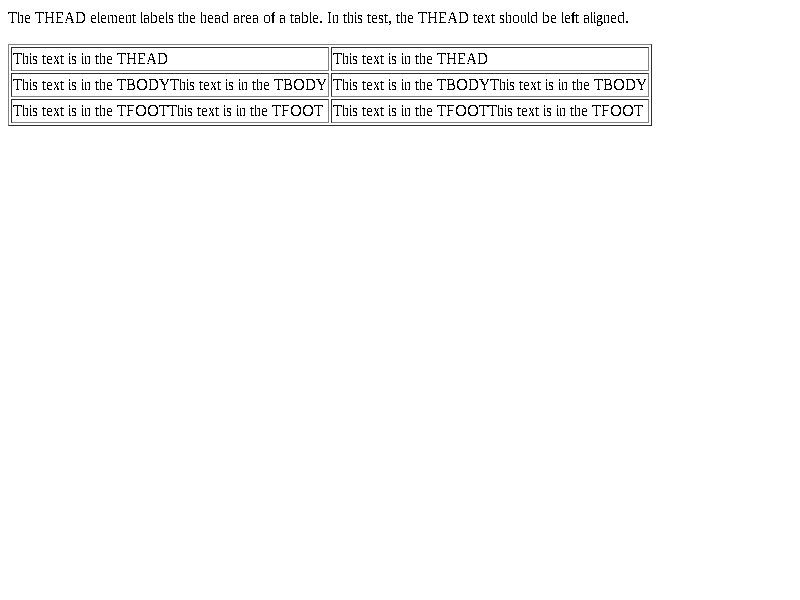 The THEAD element labels the head area of a table. In this test, the THEAD text should be left aligned.
This text is in the THEAD This text is in the THEAD
This text is in the TBODYThis text is in the TBODY This text is in the TBODYThis text is in the TBODY
This text is in the TFOOTThis text is in the TFOOT This text is in the TFOOTThis text is in the TFOOT